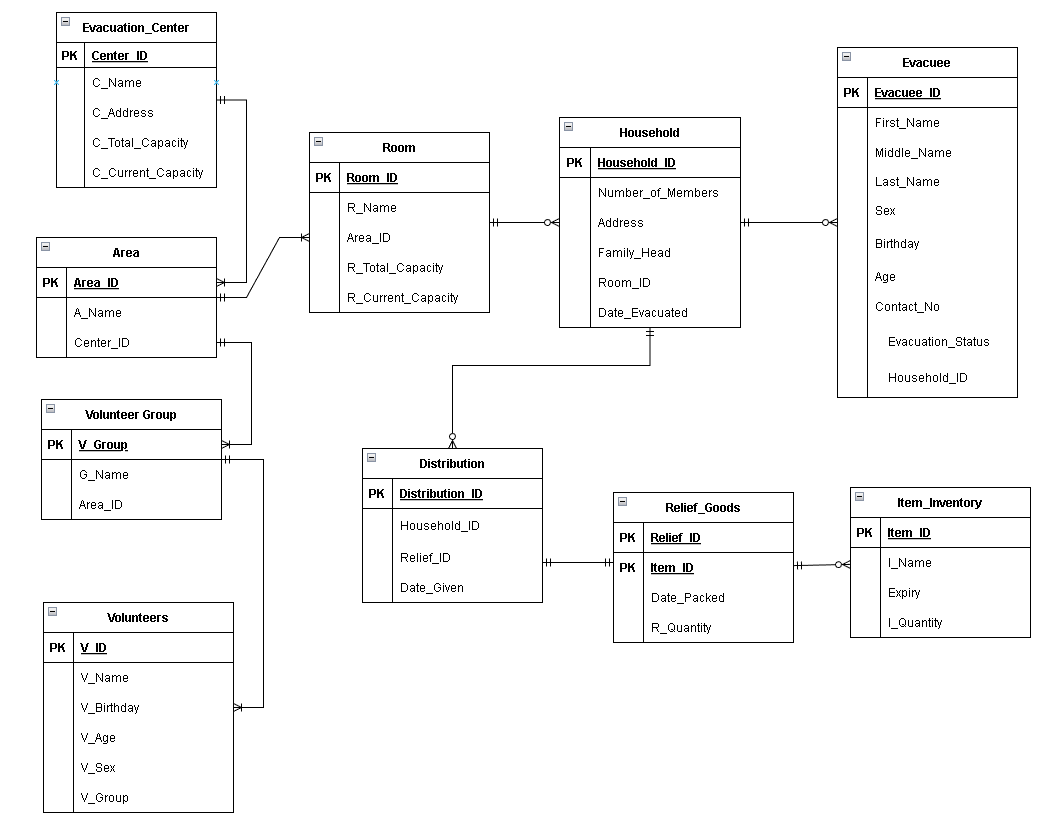 Evacuation_Center
PK Center_ID
C_Name
C_Address
C_Total_Capacity
C_Current_Capacity
Area
PK Area_ID
A_Name
Center_ID
Volunteer Group
PK V_Group
G_Name
Area_ID
Volunteers
PK V_ID
V_Name
V_Birthday
V_Age
V_Sex
V_Group
Room
PK Room_ID
R_Name
Area_ID
R_Total_Capacity
R_Current_Capacity
Household
PK Household_ID
Number_of_Members
Address
Family_Head
Room_ID
Date_Evacuated
Evacuee
PK Evacuee_ID
First_Name
Middle_Name
Last_Name
Sex
Birthday
Age
Contact_No
Evacuation_Status
Household_ID
Distribution
PK Distribution_ID
Household_ID
Relief_ID
Date_Given
Relief_Goods
PK Relief_ID
PK Item_ID
Date_Packed
R_Quantity
Item_Inventory
PK Item_ID
I_Name
Expiry
I_Quantity